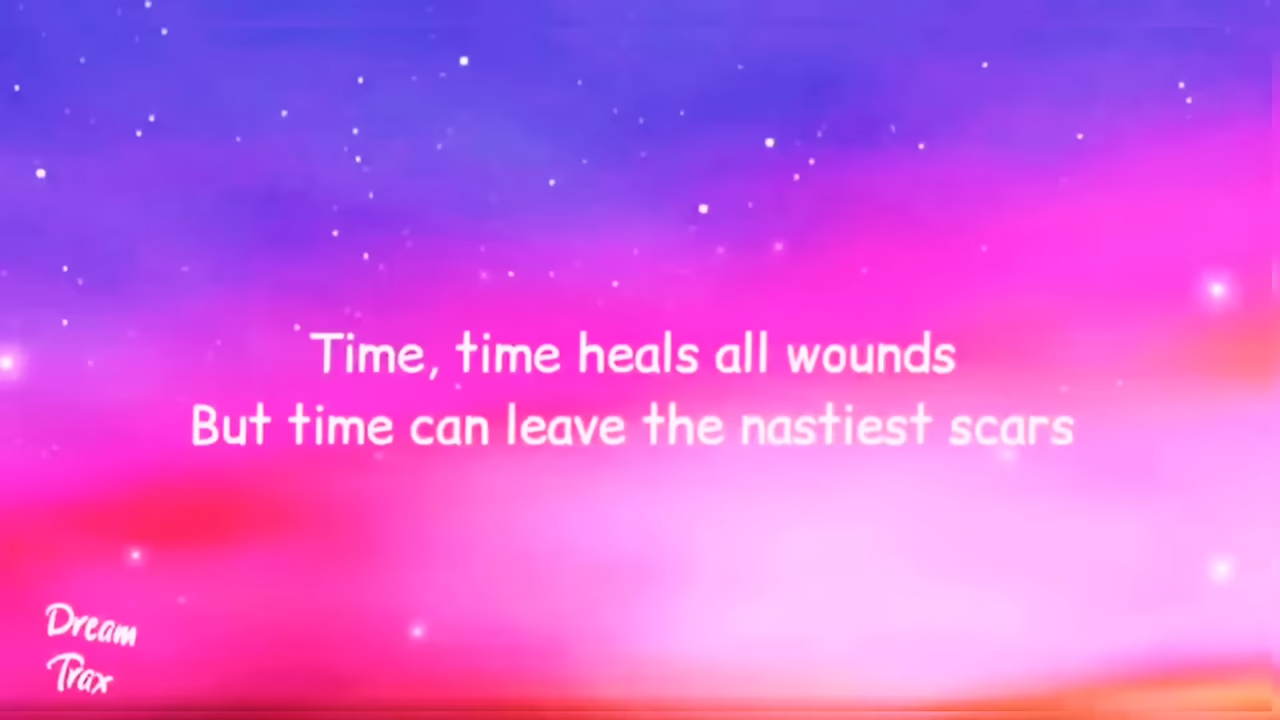 Time, time heals all wounds
But time can leave the nastiest scars
Dream
Trax